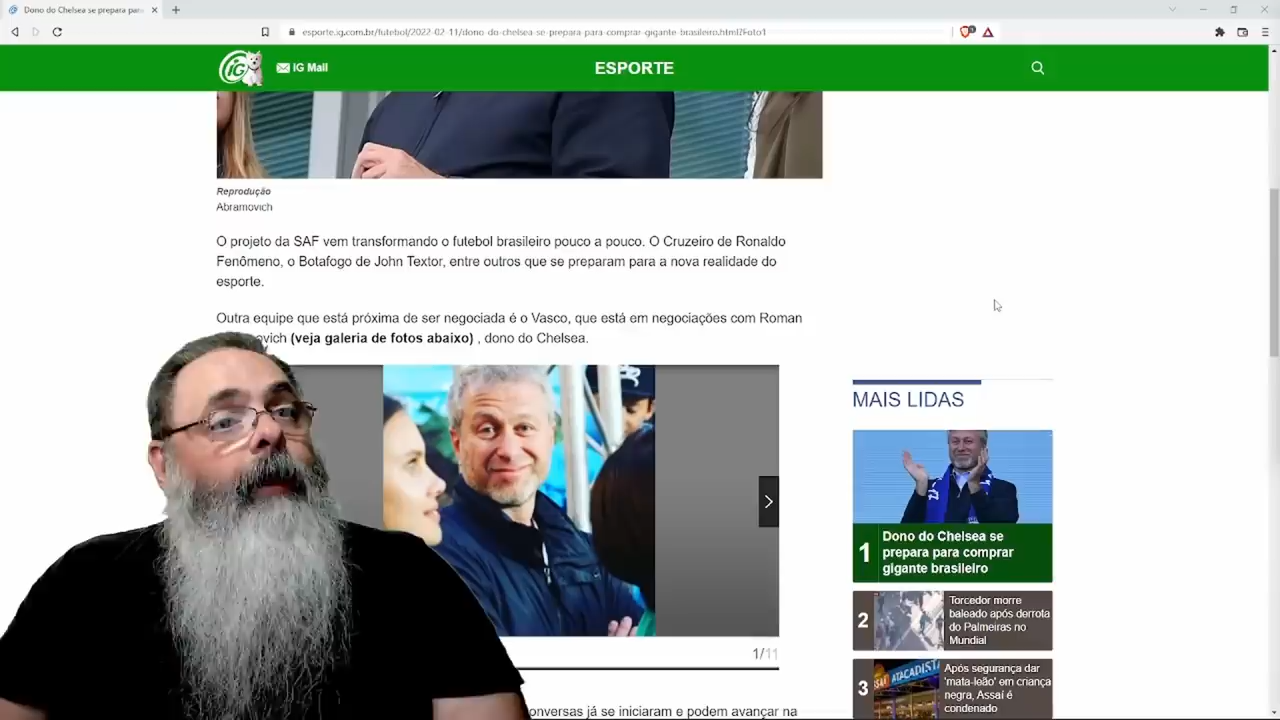 Dono do Chelsea se prepara para
esporte.ig.com.br/futebol/2022-02-11/dono-do-chelsea-se-prepara-para-comprar-gigante-brasileiro.html?Foto1
iG
iG Mail
ESPORTE
Reprodução
Abramovich
O projeto da SAF vem transformando o futebol brasileiro pouco a pouco. O Cruzeiro de Ronaldo
Fenômeno, o Botafogo de John Textor, entre outros que se preparam para a nova realidade do
esporte.
Outra equipe que está próxima de ser negociada é o Vasco, que está em negociações com Roman
ovich (veja galeria de fotos abaixo) , dono do Chelsea.
1/11
onversas já se iniciaram e podem avançar na
MAIS LIDAS
1
Dono do Chelsea se
prepara para comprar
gigante brasileiro
2
Torcedor morre
baleado após derrota
do Palmeiras no
Mundial
3
ATACADISTA
Após segurança dar
'mata-leão' em criança
negra, Assaí é
condenado